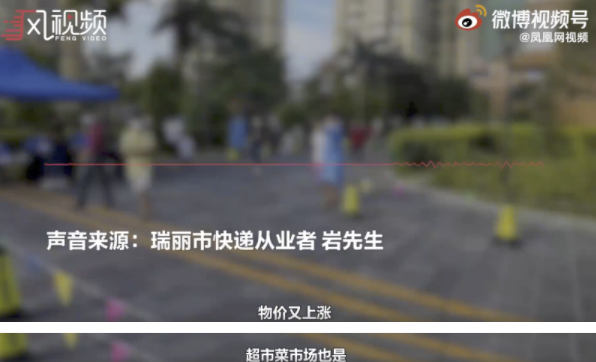 风视频
FENG VIDEO
微博视频号
@凤凰网视频
声音来源：瑞丽市快递从业者 岩先生
物价又上涨
超市菜市场也是